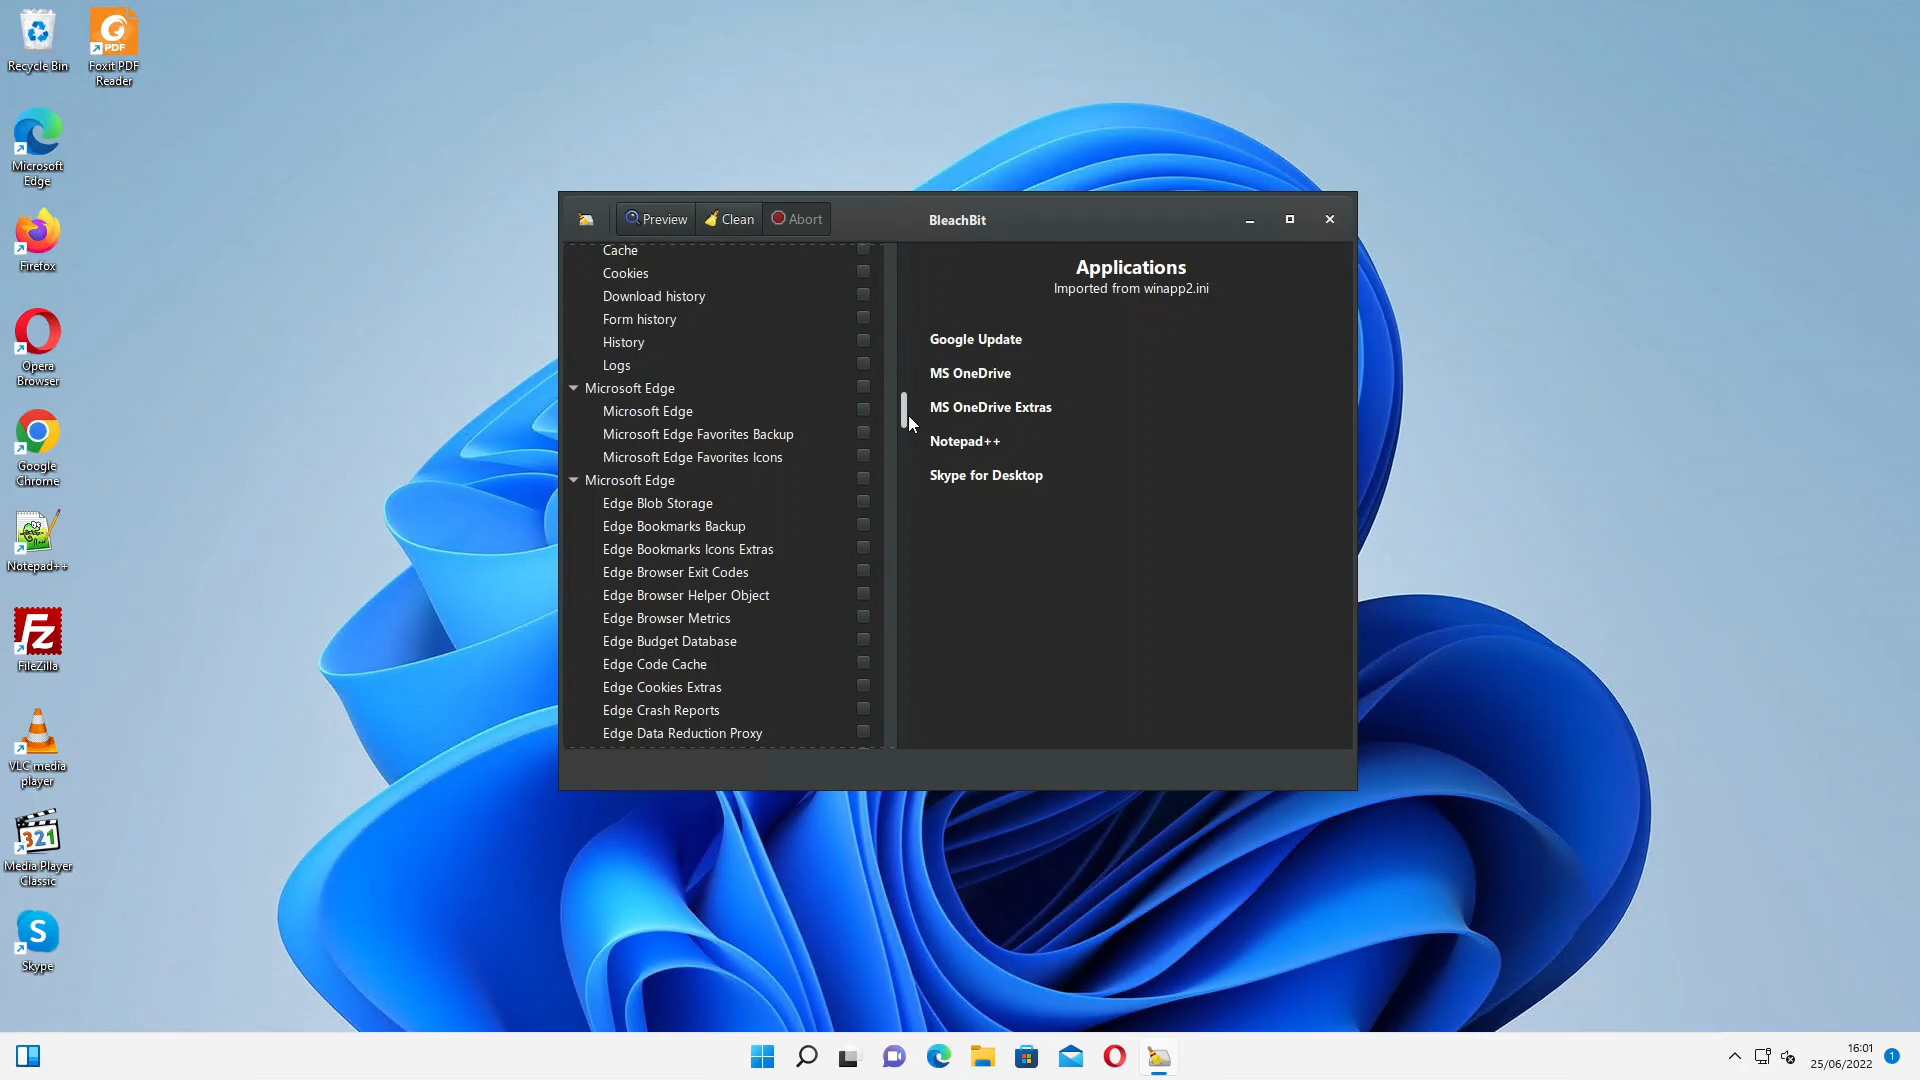 Recycle Bin
Foxit PDF
Reader
PDF
Microsoft
Edge
Firefox
Opera
Browser
Google
Chrome
Notepad++
FileZilla
VLC media
player
321
Media Player
Classic
S
Skype
Preview
Clean
Abort
BleachBit
Cache
Cookies
Download history
Form history
History
Logs
Microsoft Edge
Microsoft Edge
Microsoft Edge Favorites Backup
Microsoft Edge Favorites Icons
Microsoft Edge
Edge Blob Storage
Edge Bookmarks Backup
Edge Bookmarks Icons Extras
Edge Browser Exit Codes
Edge Browser Helper Object
Edge Browser Metrics
Edge Budget Database
Edge Code Cache
Edge Cookies Extras
Edge Crash Reports
Edge Data Reduction Proxy
Applications
Imported from winapp2.ini
Google Update
MS OneDrive
MS OneDrive Extras
Notepad++
Skype for Desktop
16:01
25/06/2022
1